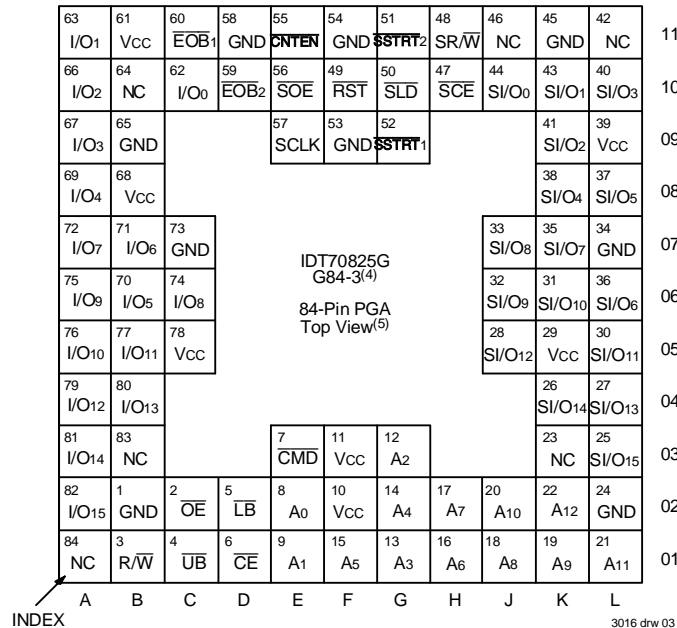 63 61 60 58 55 54 51 48 46 45 42
I/O1 VCC EOB1 GND CNTEN GND SSTRT2 SR/W NC GND NC 11
66 64 62 59 56 49 50 47 44 43 40
I/O2 NC I/O0 EOB2 SOE RST SLD SCE SI/O0 SI/O1 SI/O3 10
67 65 57 53 52 41 39
I/O3 GND SCLK GND SSTRT1 SI/O2 VCC 09
69 68 38 37
I/O4 VCC SI/O4 SI/O5 08
72 71 73 33 35 34
I/O7 I/O6 GND SI/O8 SI/O7 GND 07
IDT70825G
G84-3(4)
75 70 74 32 31 36
I/O9 I/O5 I/O8 SI/O9 SI/O10 SI/O6 06
84-Pin PGA
Top View(5)
76 77 78 28 29 30
I/O10 I/O11 VCC SI/O12 VCC SI/O11 05
79 80 26 27
I/O12 I/O13 SI/O14 SI/O13 04
81 83 7 11 12 23 25
I/O14 NC CMD VCC A2 NC SI/O15 03
82 1 2 5 8 10 14 17 20 22 24
I/O15 GND OE LB A0 VCC A4 A7 A10 A12 GND 02
84 3 4 6 9 15 13 16 18 19 21
NC R/W UB CE A1 A5 A3 A6 A8 A9 A11 01
A B C D E F G H J K L
INDEX
3016 drw 03